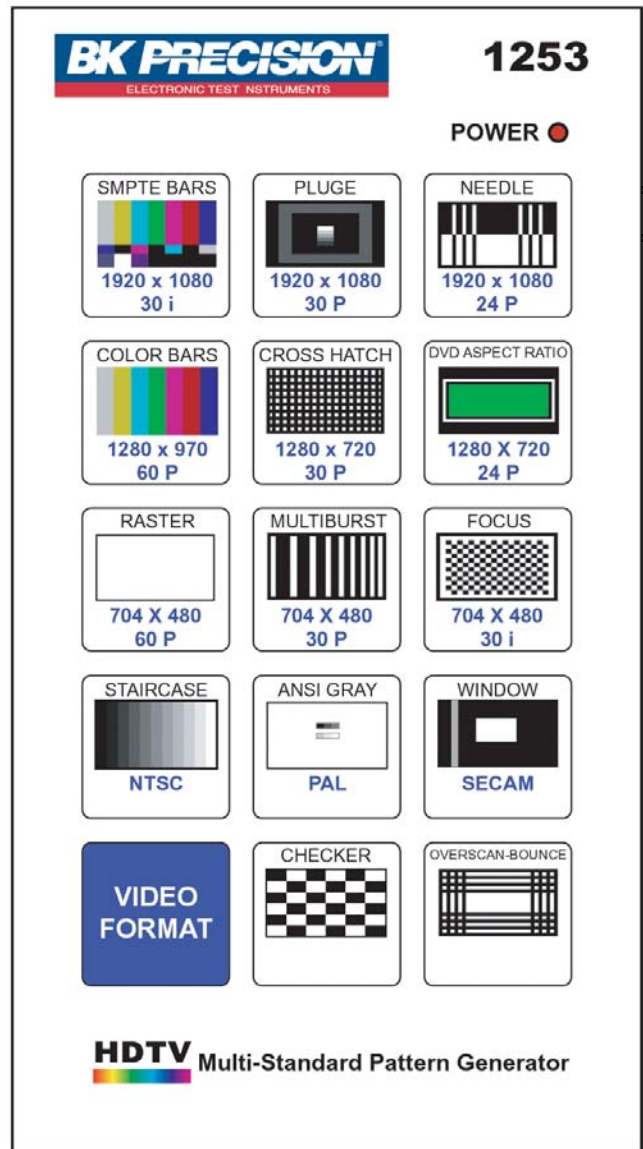 BK PRECISION®
ELECTRONIC TEST NSTRUMENTS
1253
POWER
SMPTE BARS
1920 x 1080
30 i
PLUGE
1920 x 1080
30 P
NEEDLE
1920 x 1080
24 P
COLOR BARS
1280 x 970
60 P
CROSS HATCH
1280 x 720
30 P
DVD ASPECT RATIO
1280 X 720
24 P
RASTER
704 X 480
60 P
MULTIBURST
704 X 480
30 P
FOCUS
704 X 480
30 i
STAIRCASE
NTSC
ANSI GRAY
PAL
WINDOW
SECAM
VIDEO
FORMAT
CHECKER
OVERSCAN-BOUNCE
HDTV Multi-Standard Pattern Generator